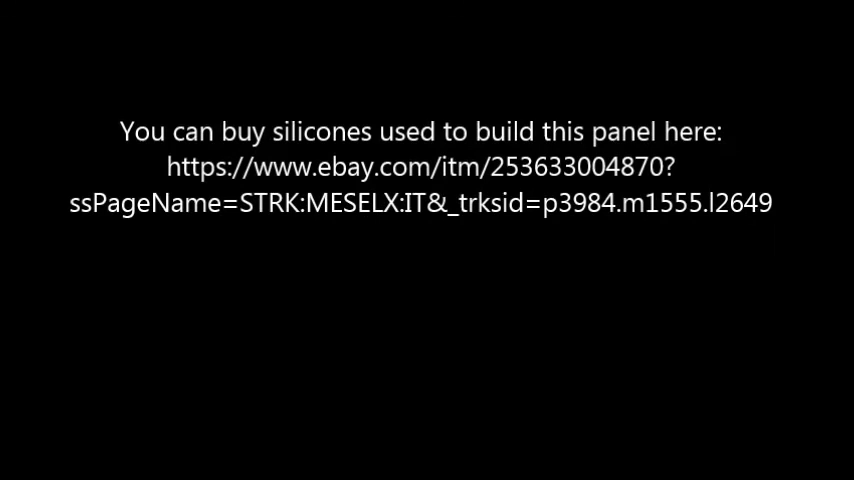 You can buy silicones used to build this panel here:
https://www.ebay.com/itm/253633004870?
ssPageName=STRK:MESELX:IT&_trksid=p3984.m1555.l2649